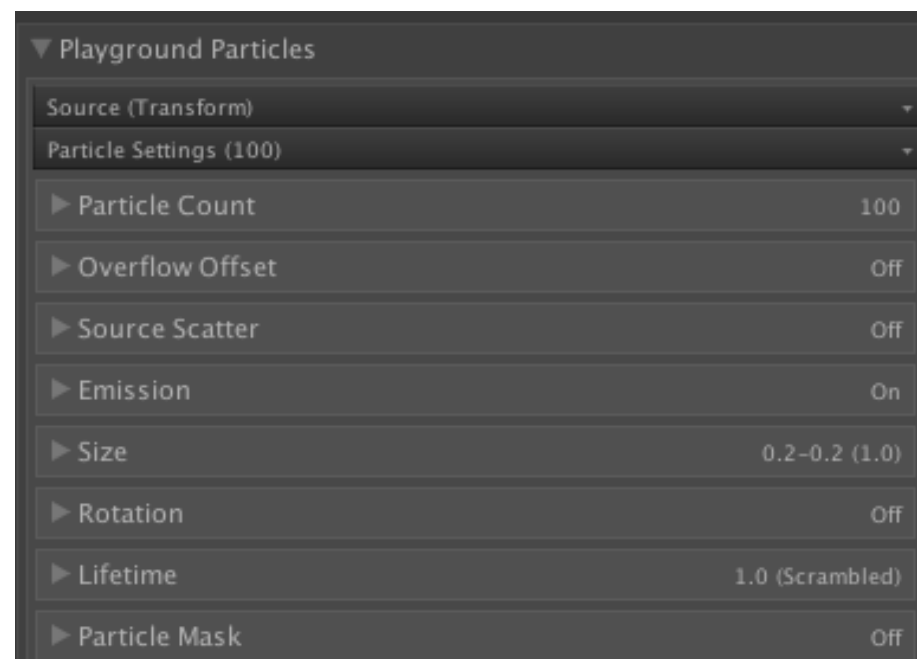 Playground Particles
Source (Transform)
Particle Settings (100)
Particle Count 100
Overflow Offset Off
Source Scatter Off
Emission On
Size 0.2–0.2 (1.0)
Rotation Off
Lifetime 1.0 (Scrambled)
Particle Mask Off